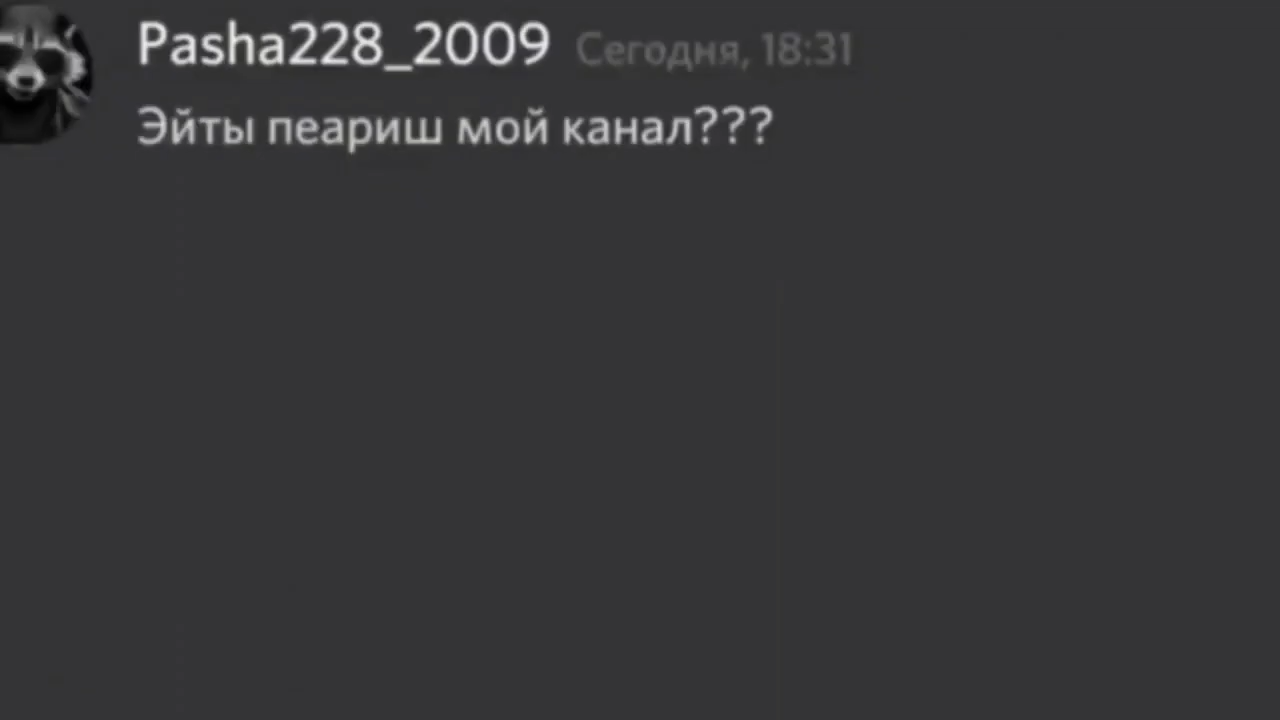 Pasha228_2009 Сегодня, 18:31
Эйты пеариш мой канал???